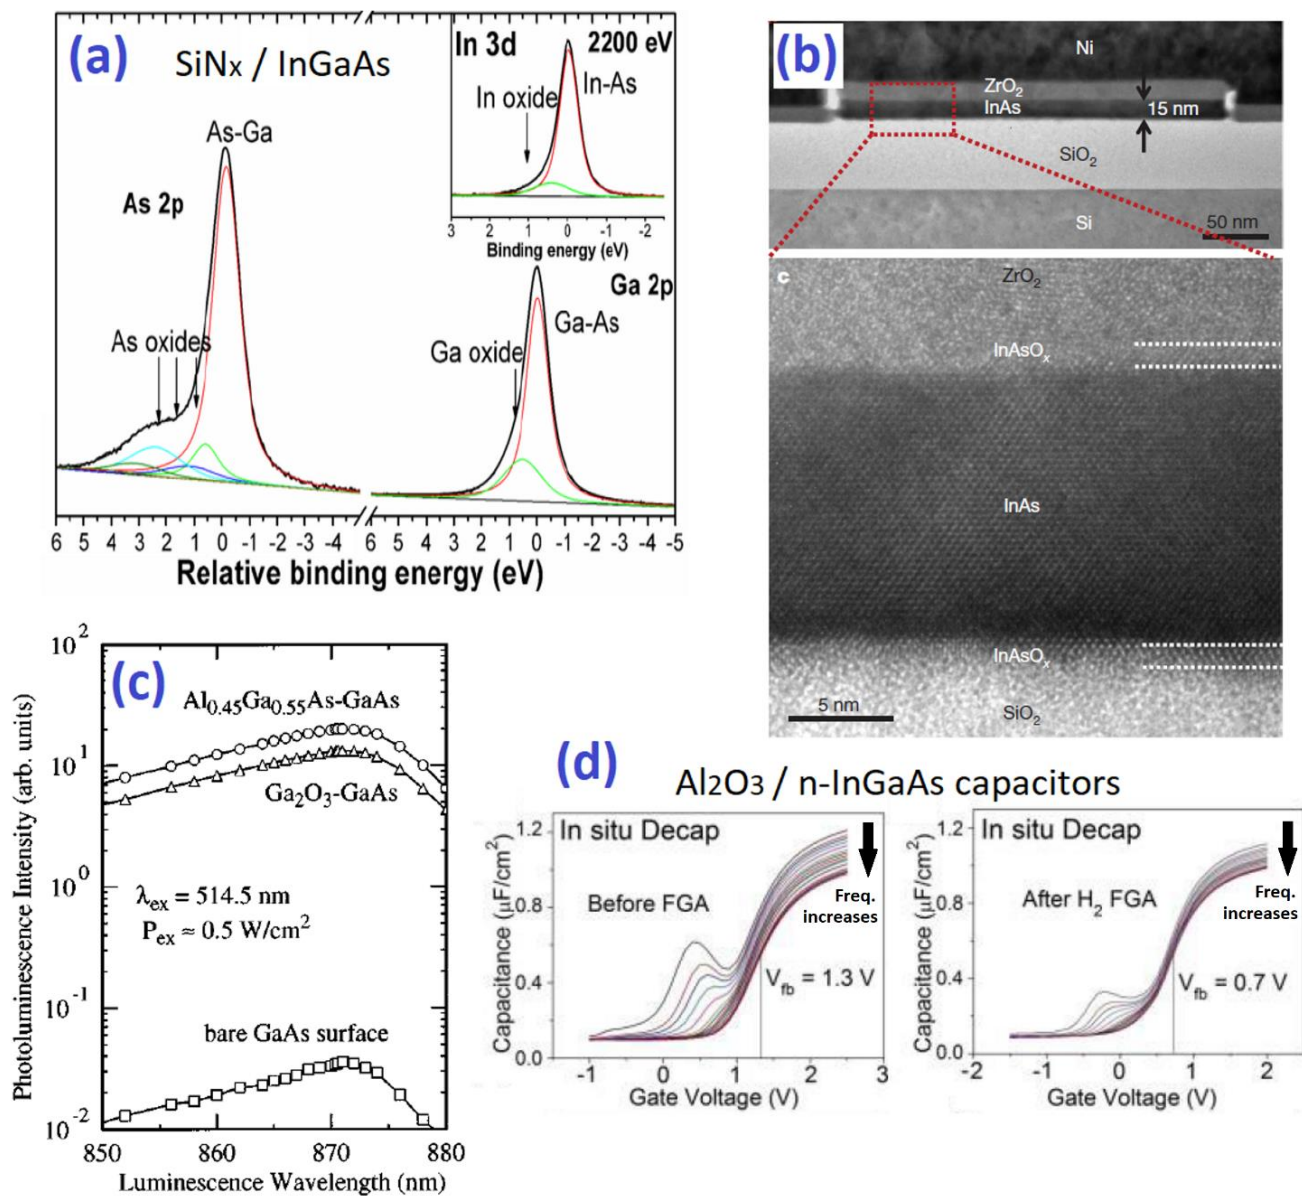 (a)
SiNx / InGaAs
In 3d
2200 eV
In oxide
In-As
3 2 1 0 -1 -2
Binding energy (eV)
As-Ga
As 2p
As oxides
Ga 2p
Ga-As
Ga oxide
6 5 4 3 2 1 0 -1 -2 -3 -4 6 5 4 3 2 1 0 -1 -2 -3 -4 -5
Relative binding energy (eV)
(b)
Ni
ZrO2
InAs
15 nm
SiO2
Si
50 nm
c
ZrO2
InAsOx
InAs
InAsOx
5 nm
SiO2
(c)
10^2
10^1
10^0
10^-1
10^-2
Photoluminescence Intensity (arb. units)
Al0.45Ga0.55As-GaAs
Ga2O3-GaAs
λex = 514.5 nm
Pex ≈ 0.5 W/cm^2
bare GaAs surface
850 860 870 880
Luminescence Wavelength (nm)
(d)
Al2O3 / n-InGaAs capacitors
In situ Decap
Before FGA
Freq.
increases
Vfb = 1.3 V
1.2
0.8
0.4
0.0
Capacitance (μF/cm^2)
-1 0 1 2 3
Gate Voltage (V)
In situ Decap
After H2 FGA
Freq.
increases
Vfb = 0.7 V
1.2
0.8
0.4
0.0
Capacitance (μF/cm^2)
-2 -1 0 1 2
Gate Voltage (V)